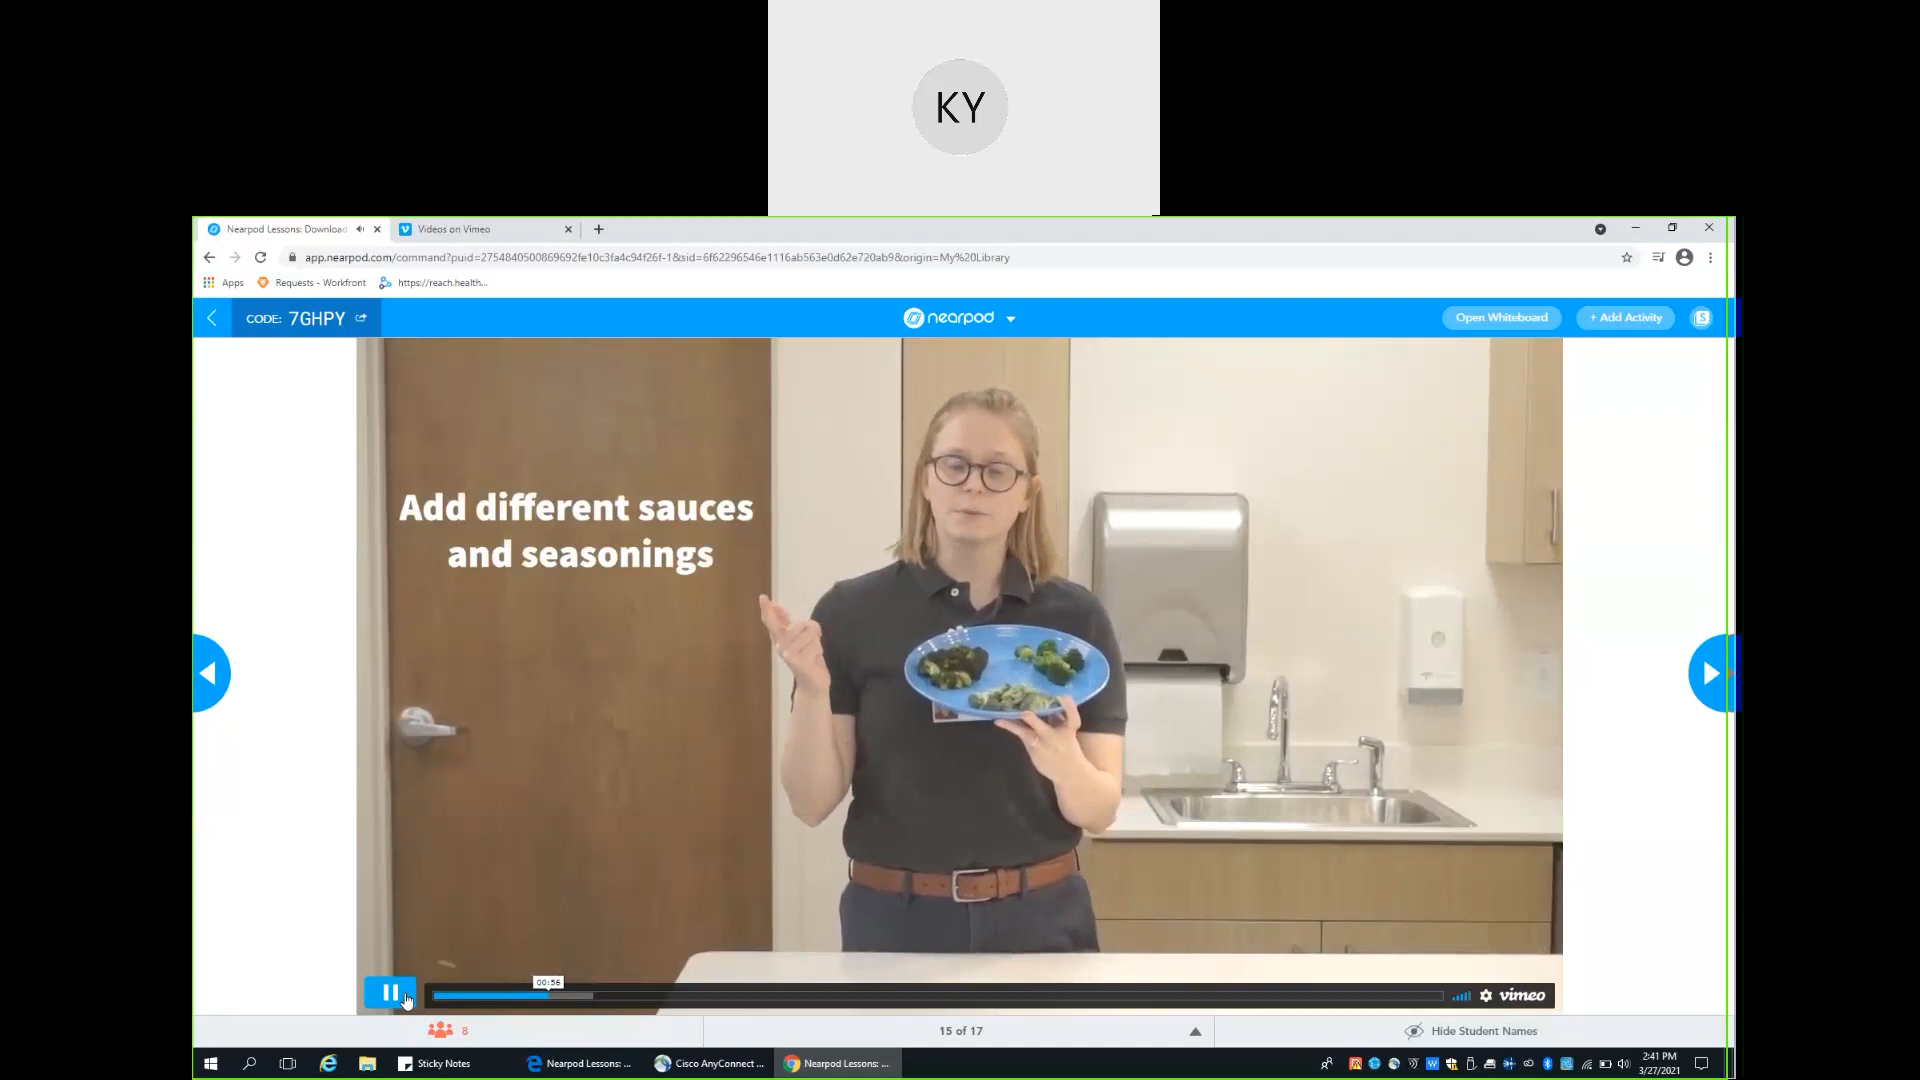 KY
Nearpod Lessons: Download
Videos on Vimeo
app.nearpod.com/command?puid=2754840500869692fe10c3fa4c94f26f-1&sid=6f62296546e1116ab563e0d62e720ab9&origin=My%20Library
Apps
Requests - Workfront
https://reach.health...
CODE: 7GHPY
nearpod
Open Whiteboard
+ Add Activity
S
Add different sauces
and seasonings
00:56
vimeo
8
15 of 17
Hide Student Names
Sticky Notes
Nearpod Lessons: ...
Cisco AnyConnect ...
Nearpod Lessons: ...
2:41 PM
3/27/2021